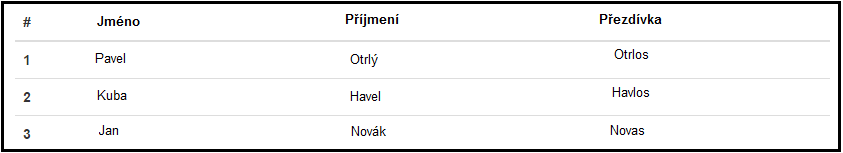 # Jméno Příjmení Přezdívka
1 Pavel Otrlý Otrlos
2 Kuba Havel Havlos
3 Jan Novák Novas